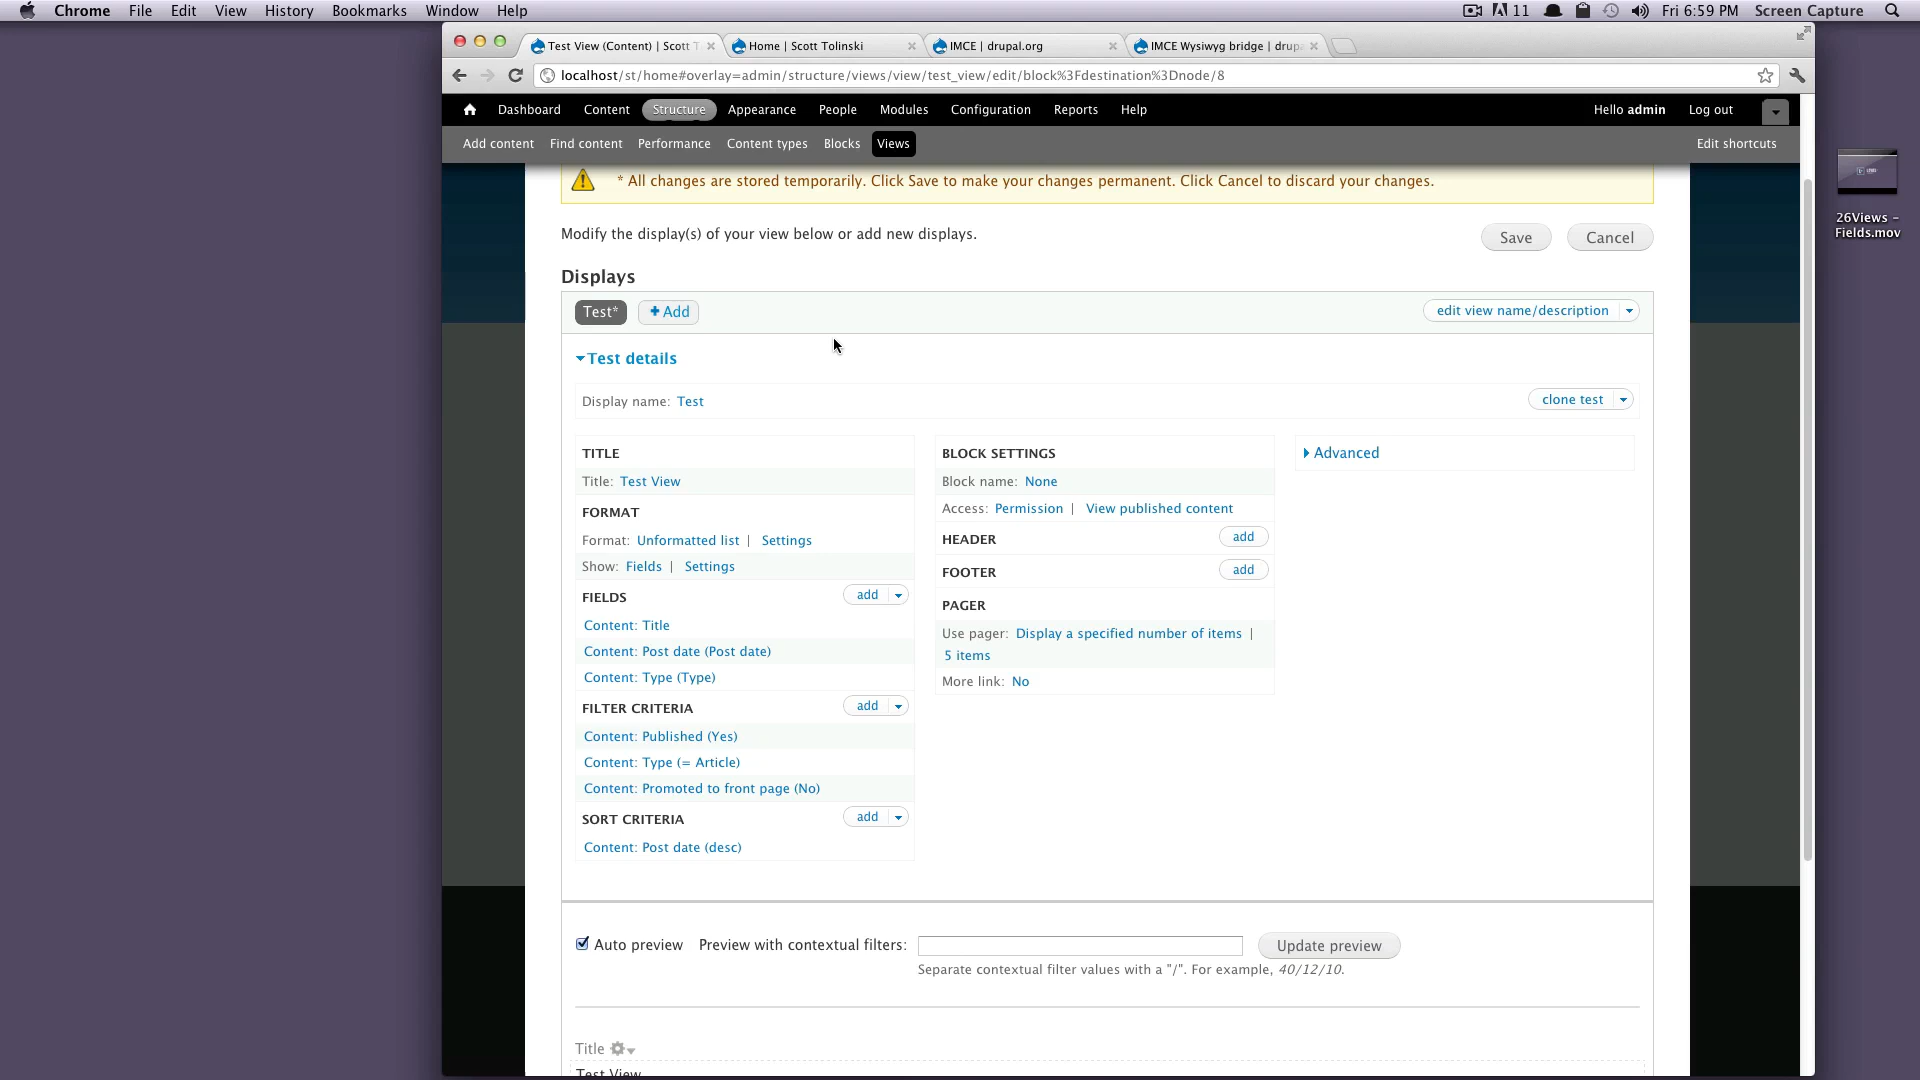 Chrome File Edit View History Bookmarks Window Help
11 Fri 6:59 PM Screen Capture
Test View (Content) | Scott T
Home | Scott Tolinski
IMCE | drupal.org
IMCE Wysiwyg bridge | drup
localhost/st/home#overlay=admin/structure/views/view/test_view/edit/block%3Fdestination%3Dnode/8
Dashboard Content Structure Appearance People Modules Configuration Reports Help
Hello admin Log out
Add content Find content Performance Content types Blocks Views
Edit shortcuts
* All changes are stored temporarily. Click Save to make your changes permanent. Click Cancel to discard your changes.
26Views -
Fields.mov
Modify the display(s) of your view below or add new displays.
Save Cancel
Displays
Test* + Add
edit view name/description
Test details
Display name: Test
clone test
TITLE
Title: Test View
FORMAT
Format: Unformatted list | Settings
Show: Fields | Settings
FIELDS add
Content: Title
Content: Post date (Post date)
Content: Type (Type)
FILTER CRITERIA add
Content: Published (Yes)
Content: Type (= Article)
Content: Promoted to front page (No)
SORT CRITERIA add
Content: Post date (desc)
BLOCK SETTINGS
Block name: None
Access: Permission | View published content
HEADER add
FOOTER add
PAGER
Use pager: Display a specified number of items |
5 items
More link: No
Advanced
Auto preview Preview with contextual filters: Update preview
Separate contextual filter values with a "/". For example, 40/12/10.
Title
Test View